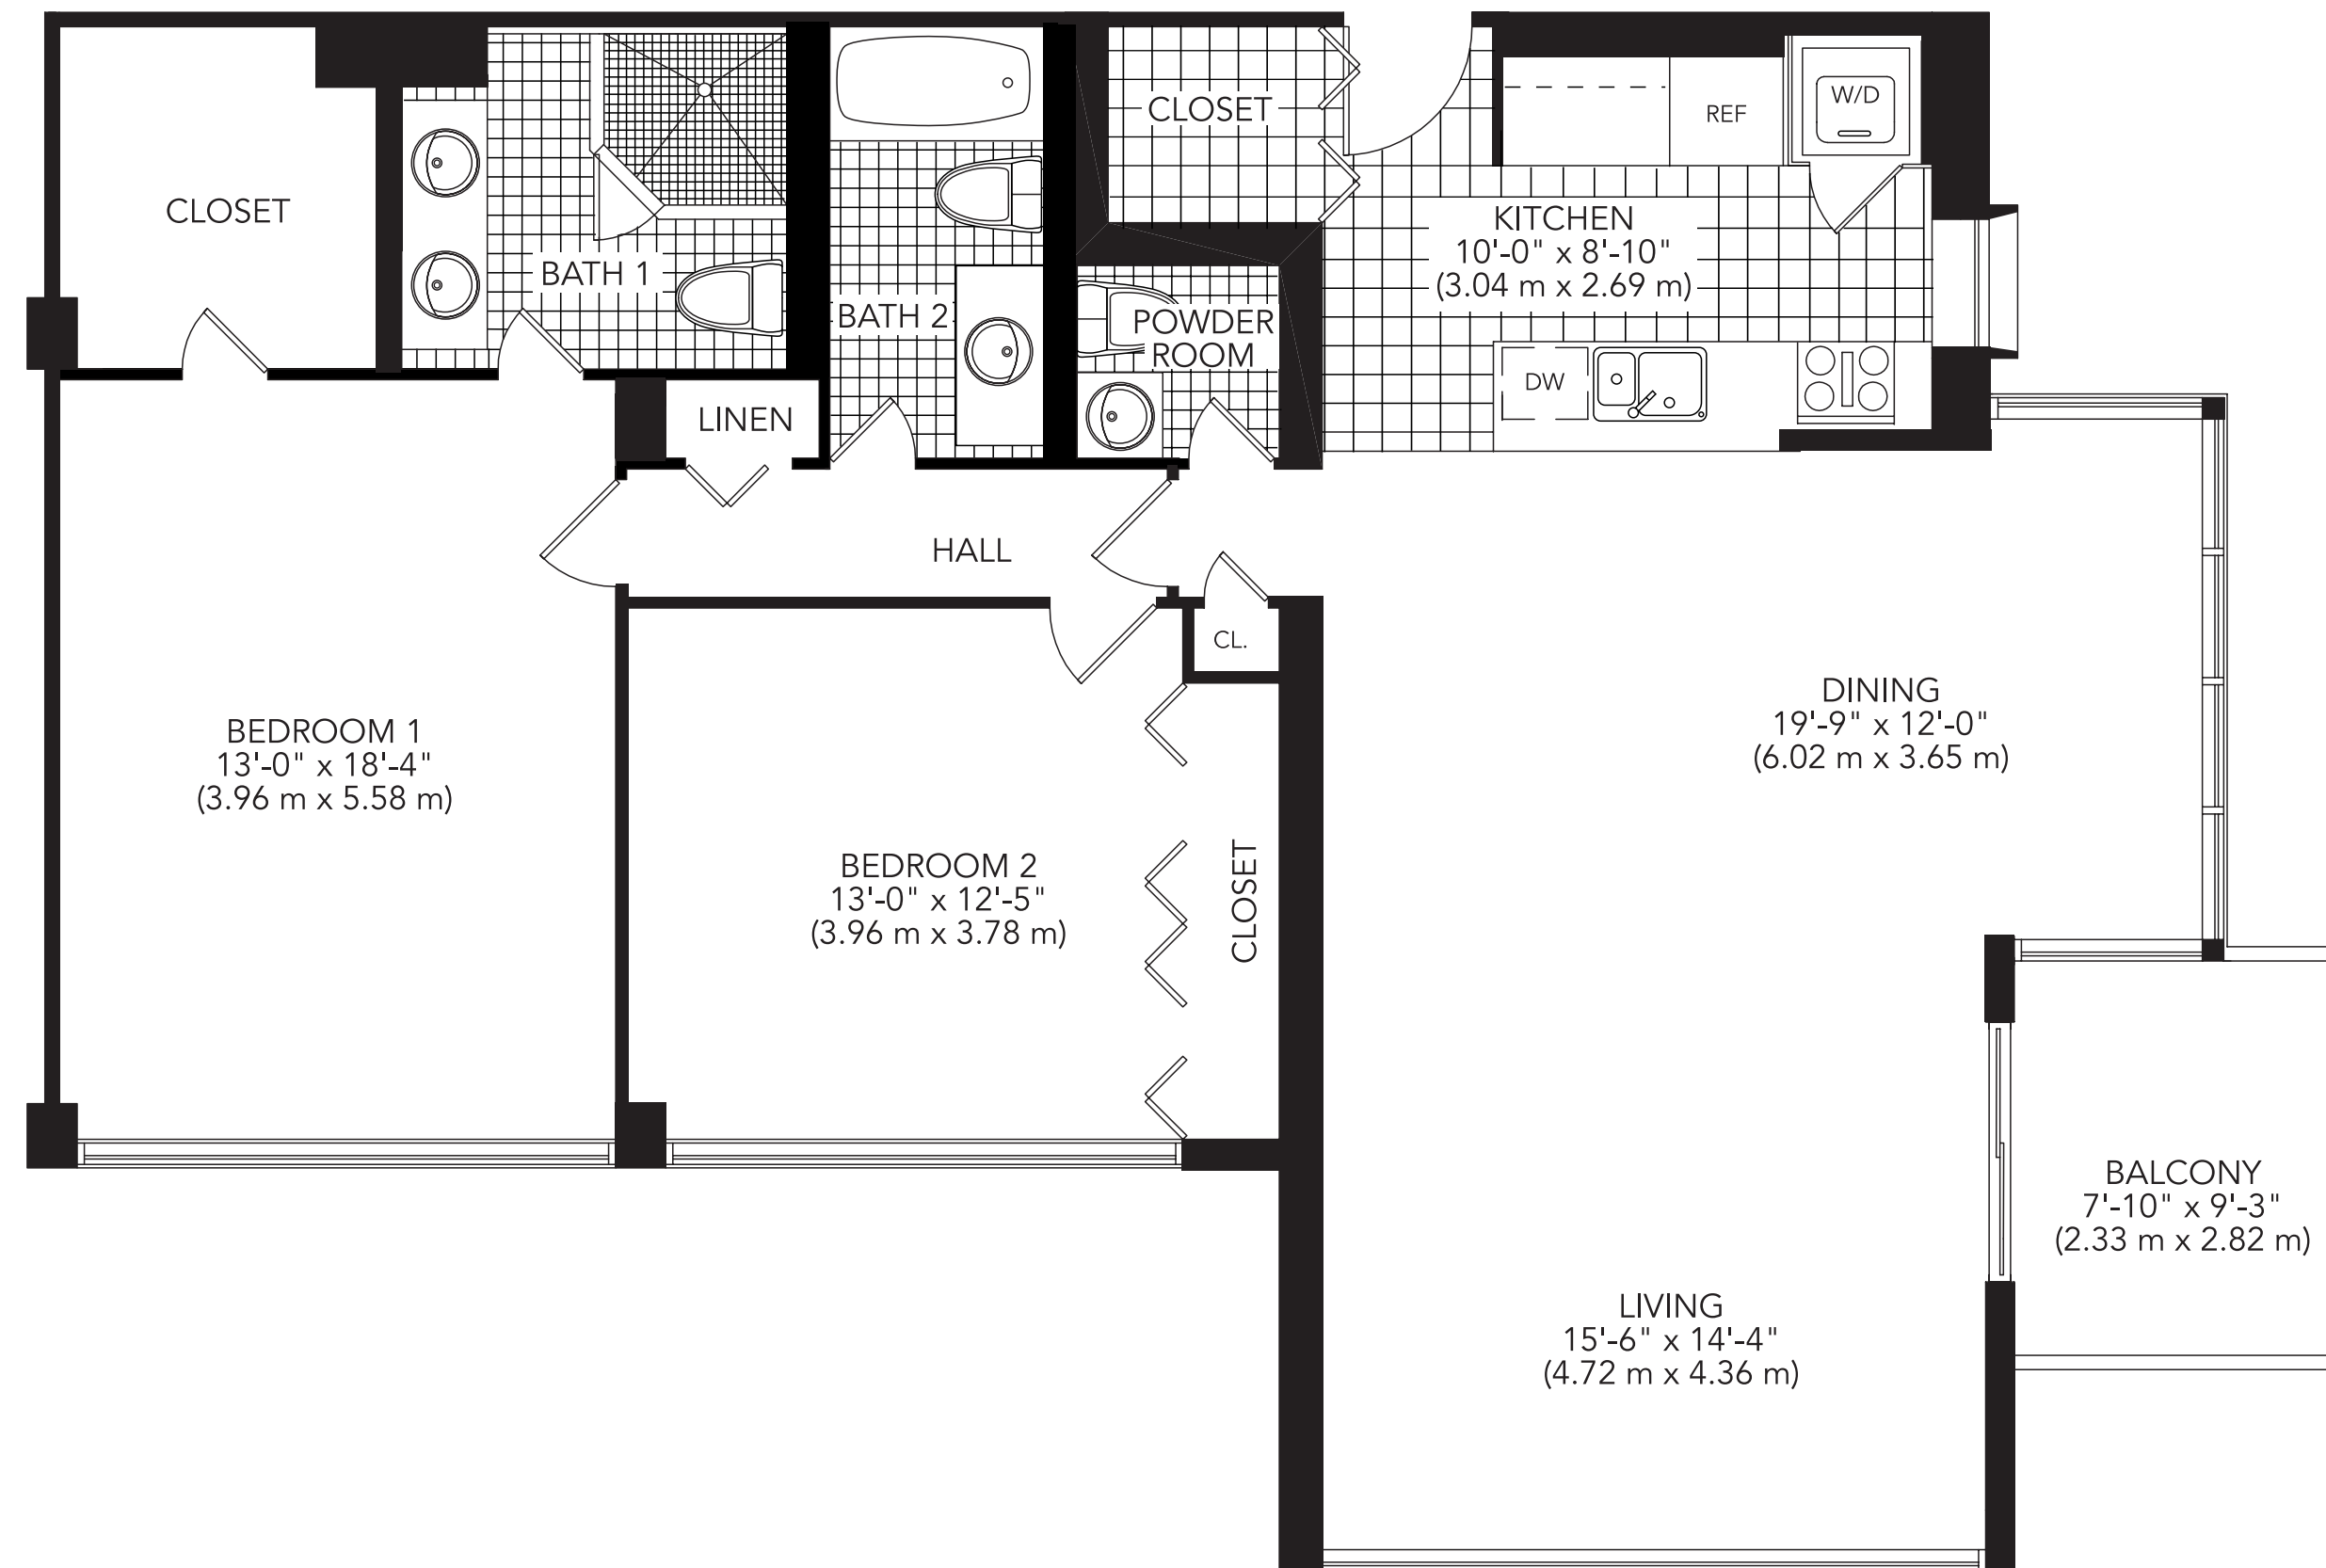 CLOSET
W/D
REF
CLOSET
KITCHEN
10'-0" x 8'-10"
(3.04 m x 2.69 m)
BATH 1
BATH 2
POWDER
ROOM
DW
LINEN
HALL
CL.
DINING
19'-9" x 12'-0"
(6.02 m x 3.65 m)
BEDROOM 1
13'-0" x 18'-4"
(3.96 m x 5.58 m)
BEDROOM 2
13'-0" x 12'-5"
(3.96 m x 3.78 m)
CLOSET
BALCONY
7'-10" x 9'-3"
(2.33 m x 2.82 m)
LIVING
15'-6" x 14'-4"
(4.72 m x 4.36 m)